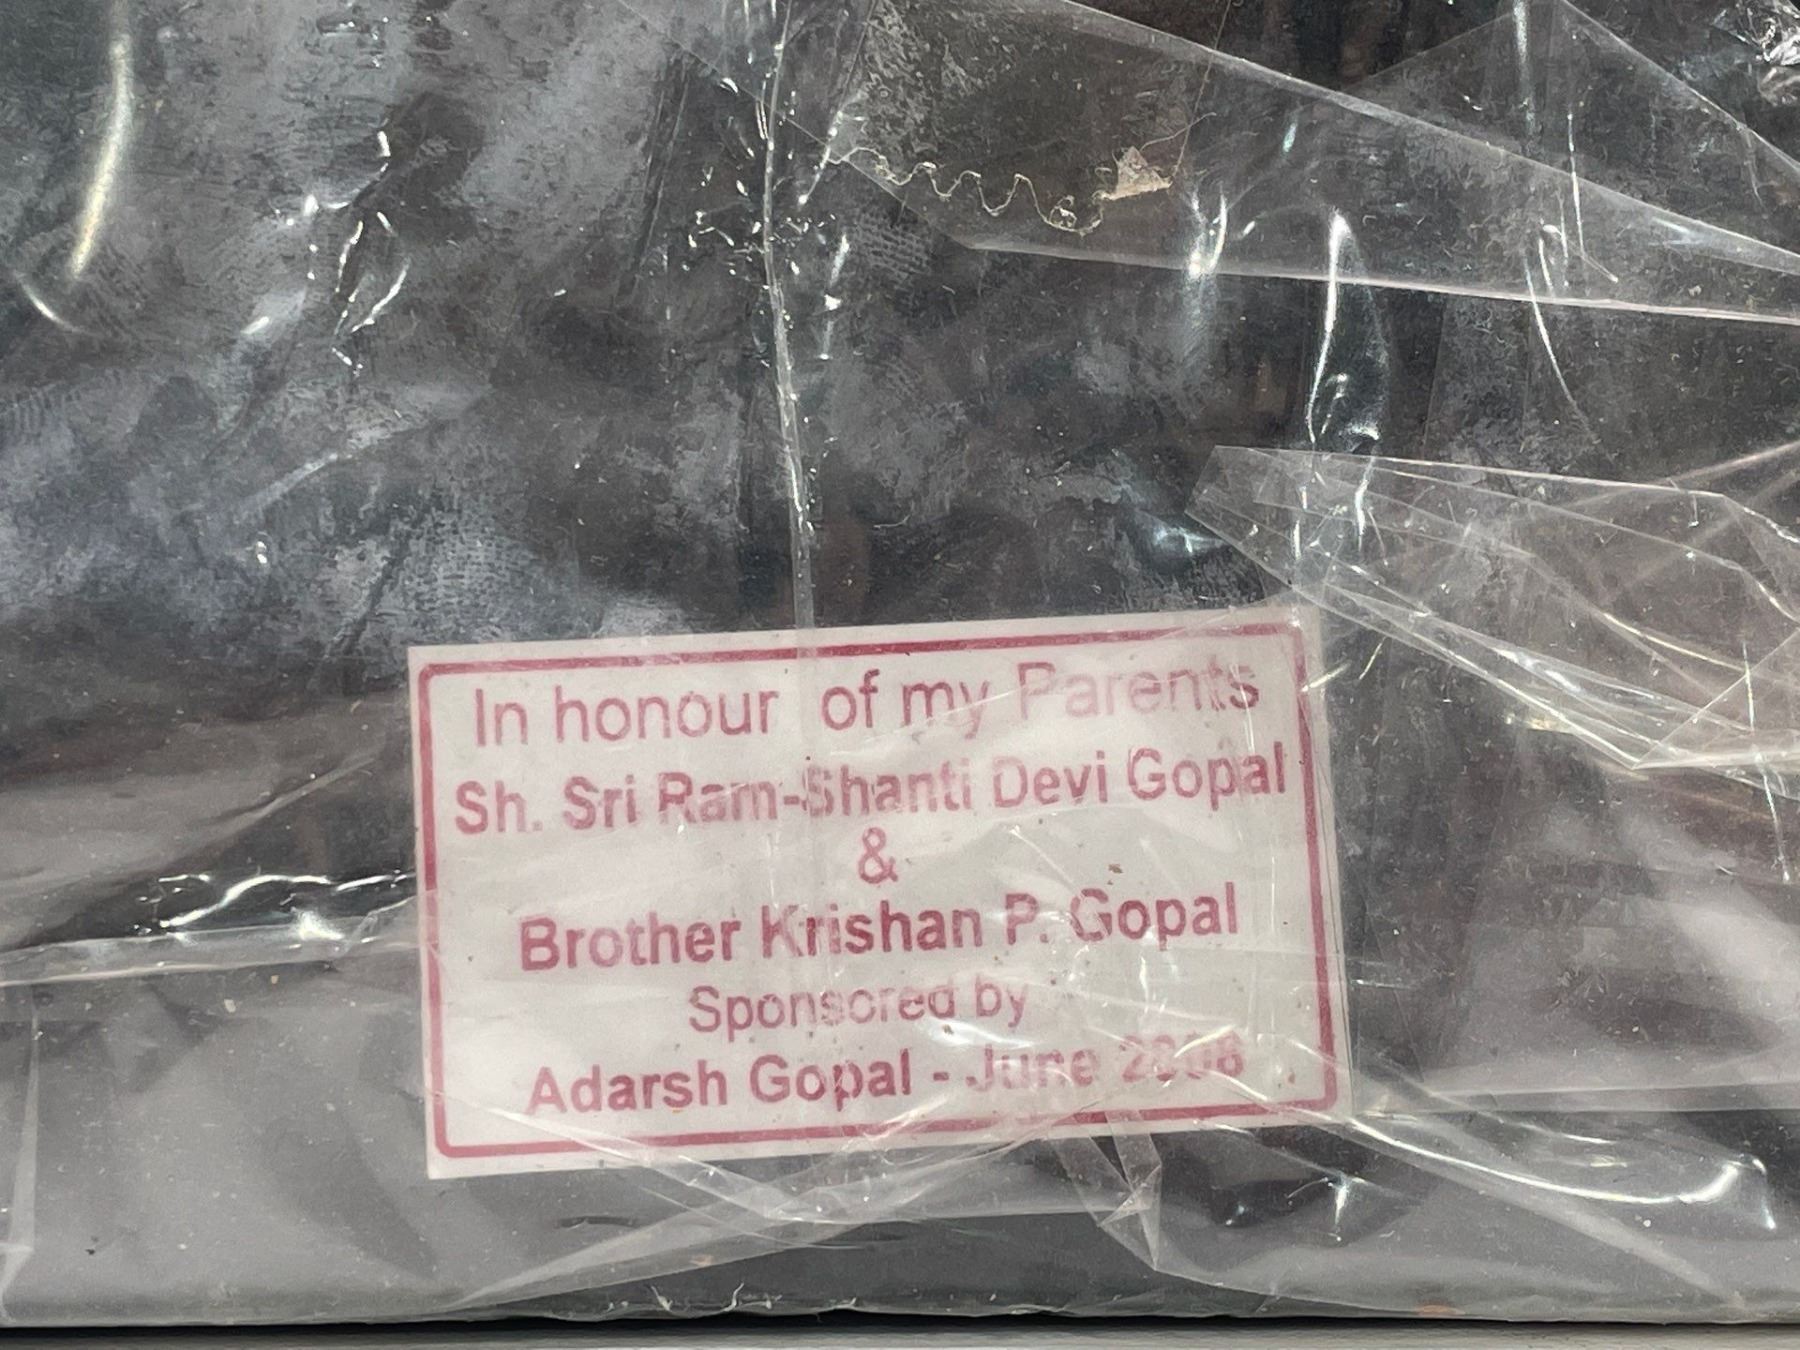 In honour of my Parents
Sh. Sri Ram-Shanti Devi Gopal
&
Brother Krishan P. Gopal
Sponsored by
Adarsh Gopal - June 2008